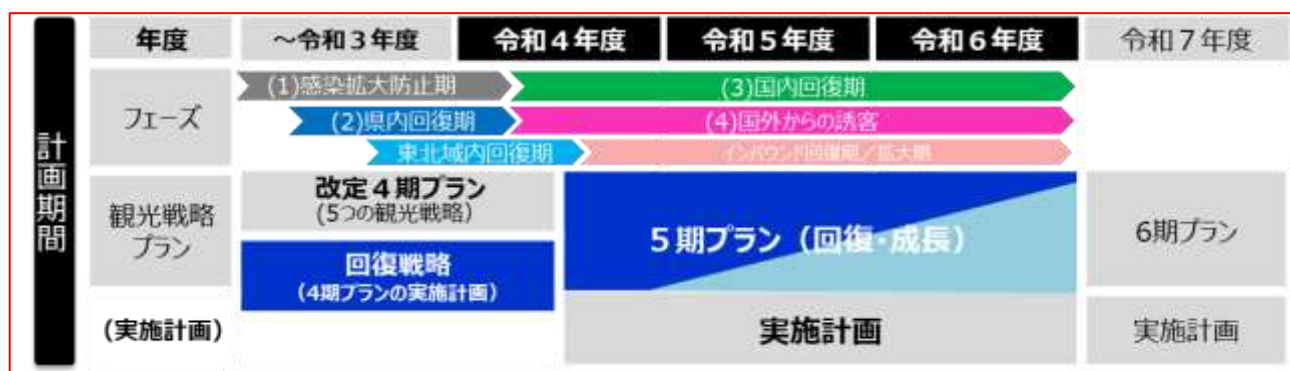 計画期間
年度
～令和３年度
令和４年度
令和５年度
令和６年度
令和７年度
フェーズ
(1)感染拡大防止期
(3)国内回復期
(2)県内回復期
(4)国外からの誘客
東北域内回復期
インバウンド回復期／拡大期
観光戦略
プラン
改定４期プラン
(5つの観光戦略)
回復戦略
(4期プランの実施計画)
５期プラン（回復・成長）
6期プラン
(実施計画)
実施計画
実施計画